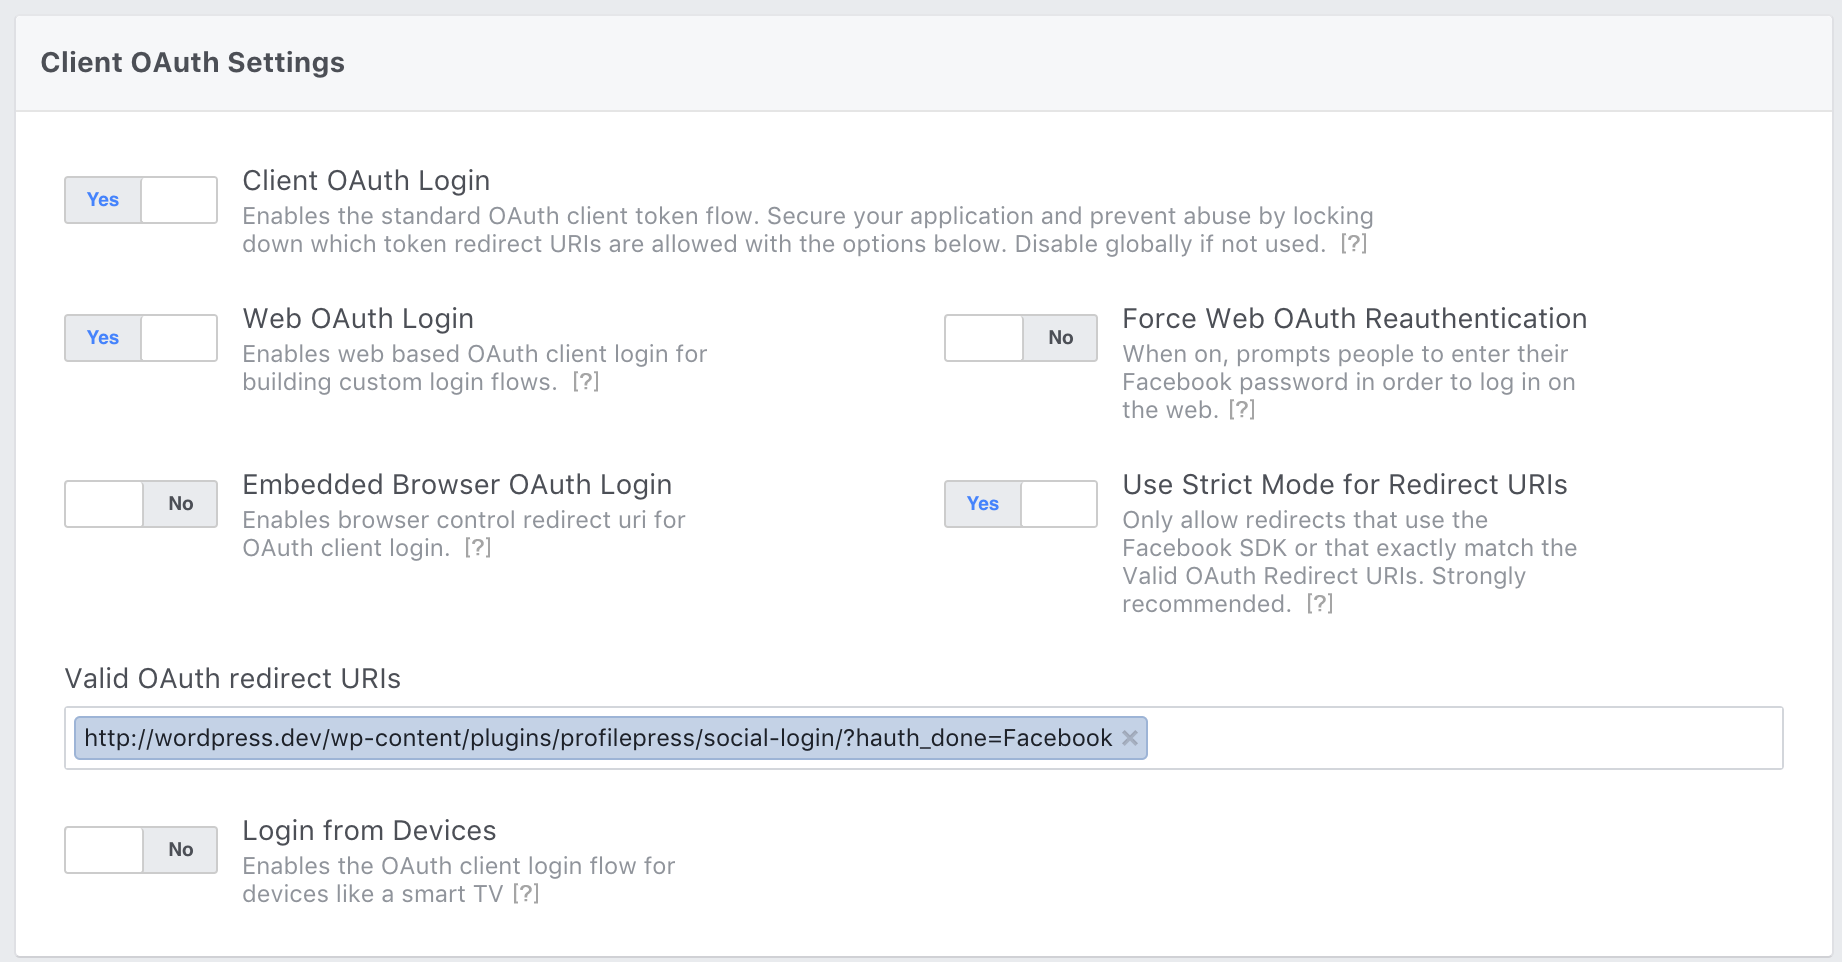 Client OAuth Settings
Yes
Client OAuth Login
Enables the standard OAuth client token flow. Secure your application and prevent abuse by locking
down which token redirect URIs are allowed with the options below. Disable globally if not used. [?]
Yes
Web OAuth Login
Enables web based OAuth client login for
building custom login flows. [?]
No
Force Web OAuth Reauthentication
When on, prompts people to enter their
Facebook password in order to log in on
the web. [?]
No
Embedded Browser OAuth Login
Enables browser control redirect uri for
OAuth client login. [?]
Yes
Use Strict Mode for Redirect URIs
Only allow redirects that use the
Facebook SDK or that exactly match the
Valid OAuth Redirect URIs. Strongly
recommended. [?]
Valid OAuth redirect URIs
http://wordpress.dev/wp-content/plugins/profilepress/social-login/?hauth_done=Facebook ×
No
Login from Devices
Enables the OAuth client login flow for
devices like a smart TV [?]